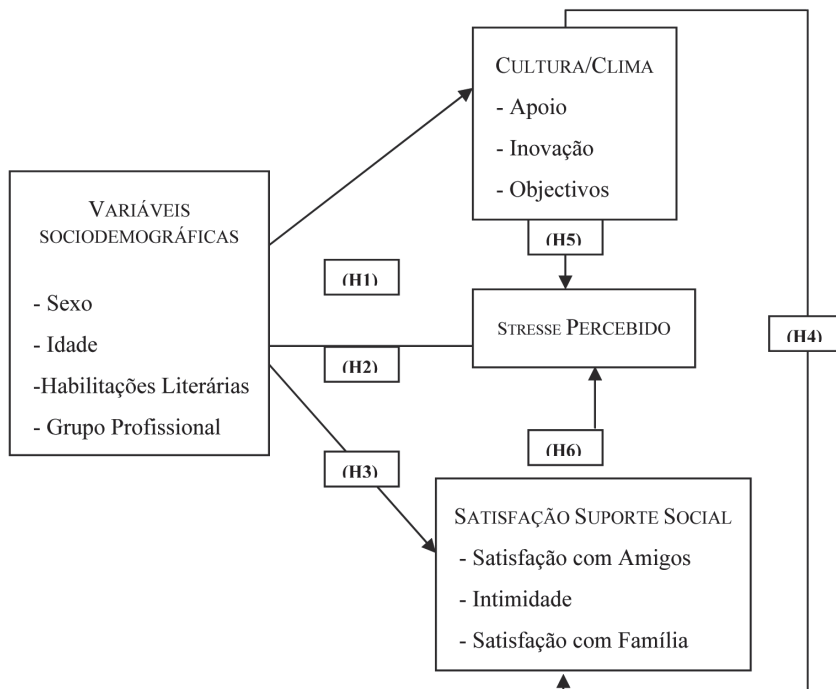 CULTURA/CLIMA
- Apoio
- Inovação
- Objectivos
(H5)
VARIÁVEIS
SOCIODEMOGRÁFICAS
- Sexo
- Idade
-Habilitações Literárias
- Grupo Profissional
(H1)
STRESSE PERCEBIDO
(H2)
(H4)
(H3)
(H6)
SATISFAÇÃO SUPORTE SOCIAL
- Satisfação com Amigos
- Intimidade
- Satisfação com Família